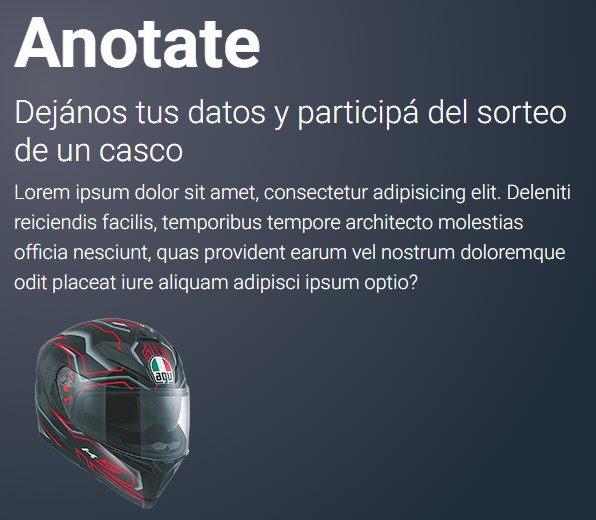 Anotate
Dejános tus datos y participá del sorteo
de un casco
Lorem ipsum dolor sit amet, consectetur adipisicing elit. Deleniti
reiciendis facilis, temporibus tempore architecto molestias
officia nesciunt, quas provident earum vel nostrum doloremque
odit placeat iure aliquam adipisci ipsum optio?
agv